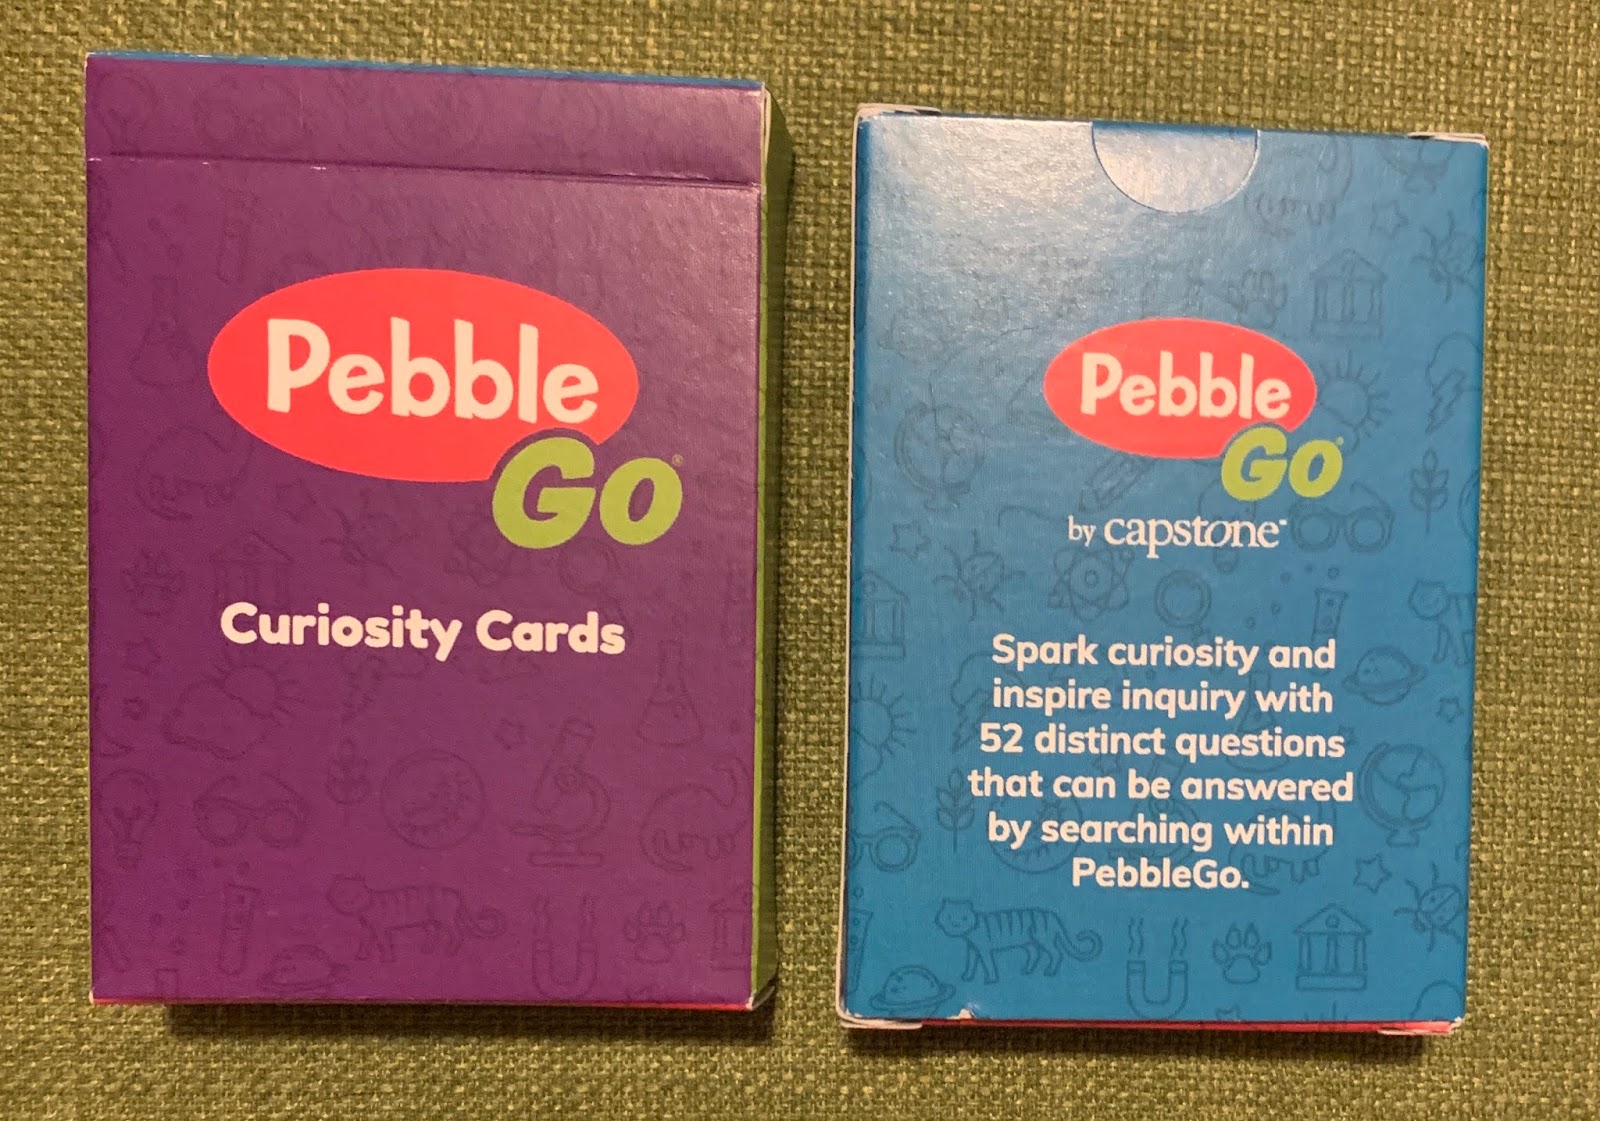 Pebble
Go®
Curiosity Cards
Pebble
Go®
by capstone™
Spark curiosity and
inspire inquiry with
52 distinct questions
that can be answered
by searching within
PebbleGo.